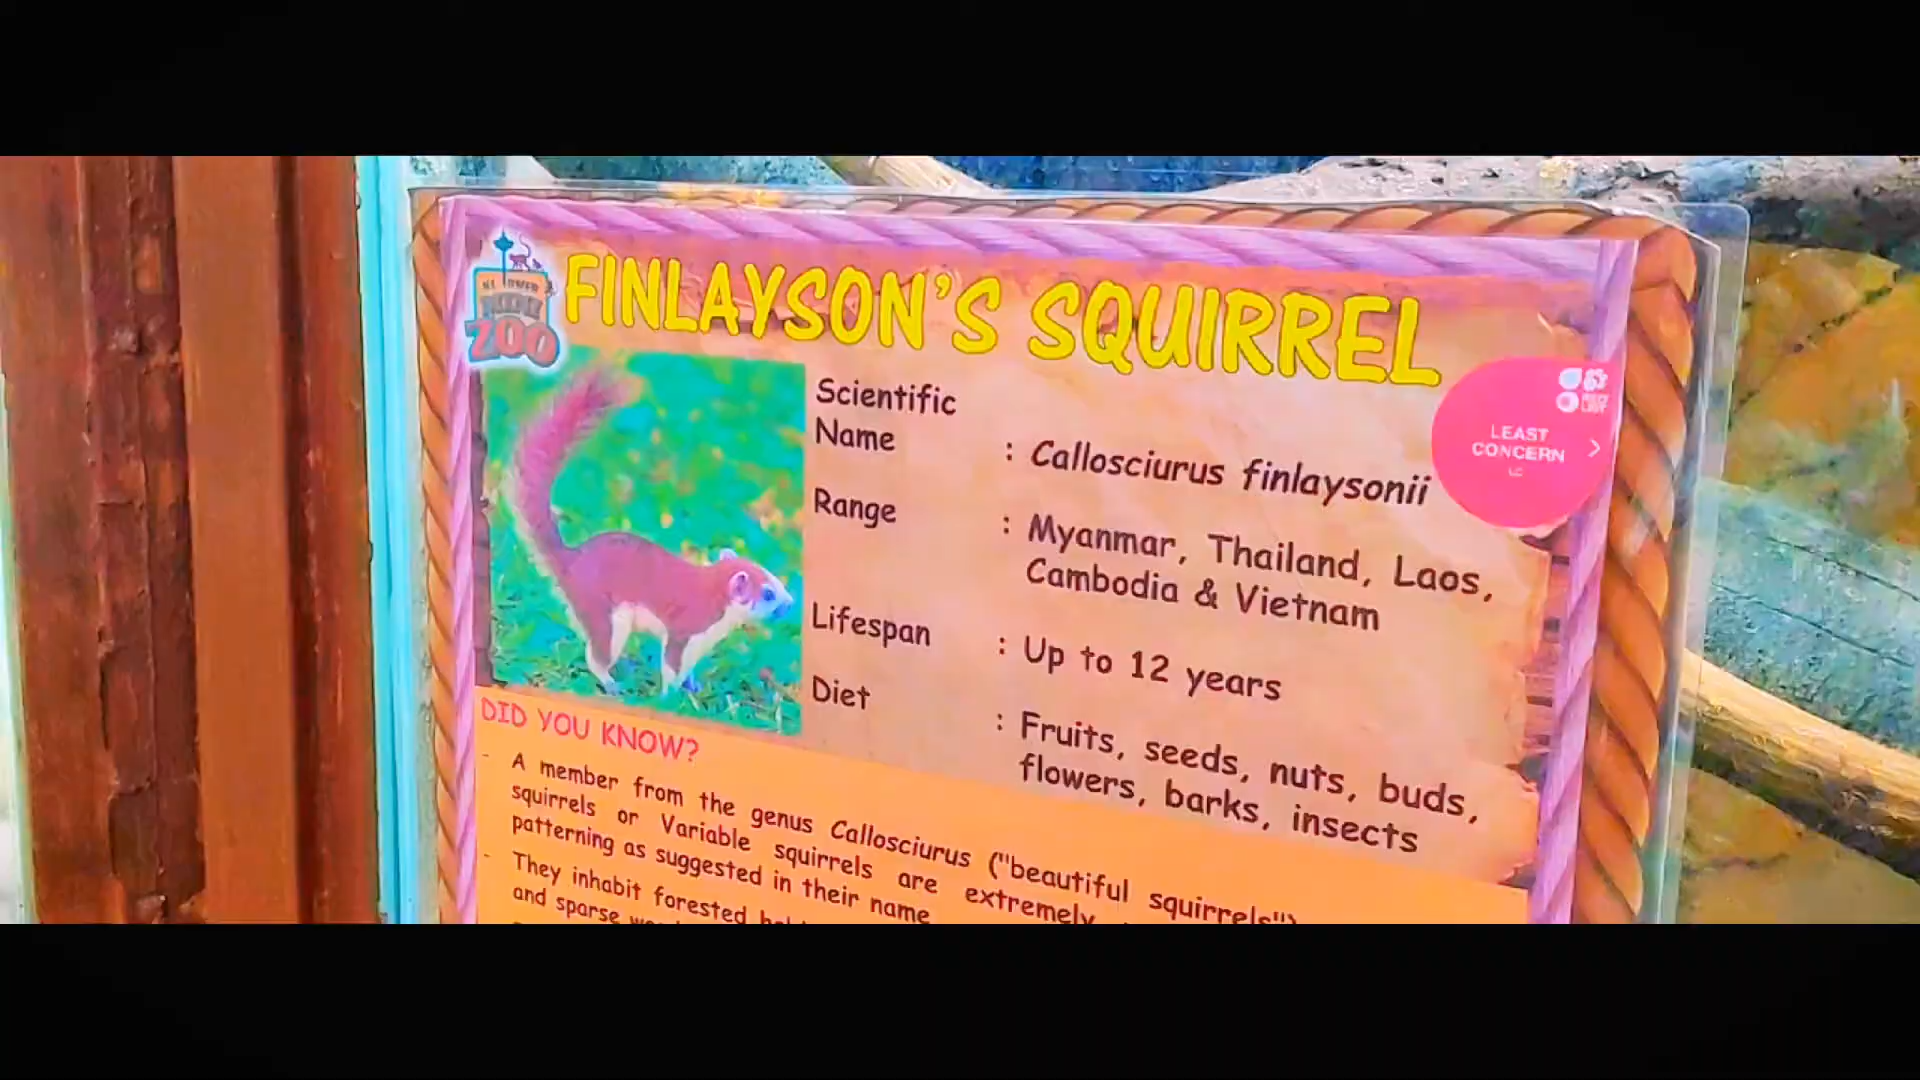 FINLAYSON'S SQUIRREL
ZOO
LEAST
CONCERN
LC
Scientific
Name : Callosciurus finlaysonii
Range : Myanmar, Thailand, Laos,
Cambodia & Vietnam
Lifespan : Up to 12 years
Diet : Fruits, seeds, nuts, buds,
flowers, barks, insects
DID YOU KNOW?
- A member from the genus Callosciurus ("beautiful squirrels")
squirrels or Variable squirrels are extremely
patterning as suggested in their name
- They inhabit forested
and sparse